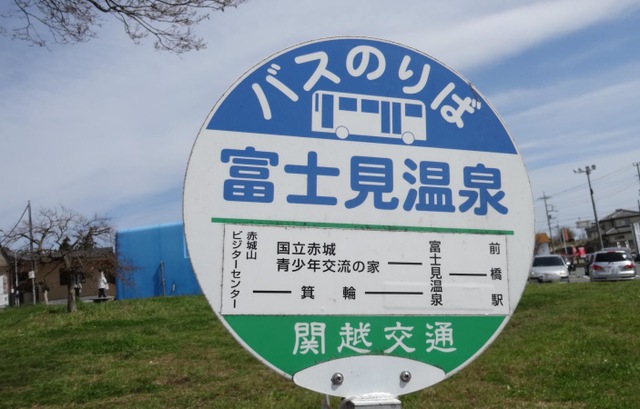 バスのりば
富士見温泉
赤城山
ビジターセンター
国立赤城
青少年交流の家
箕輪
富士見温泉
前橋駅
関越交通